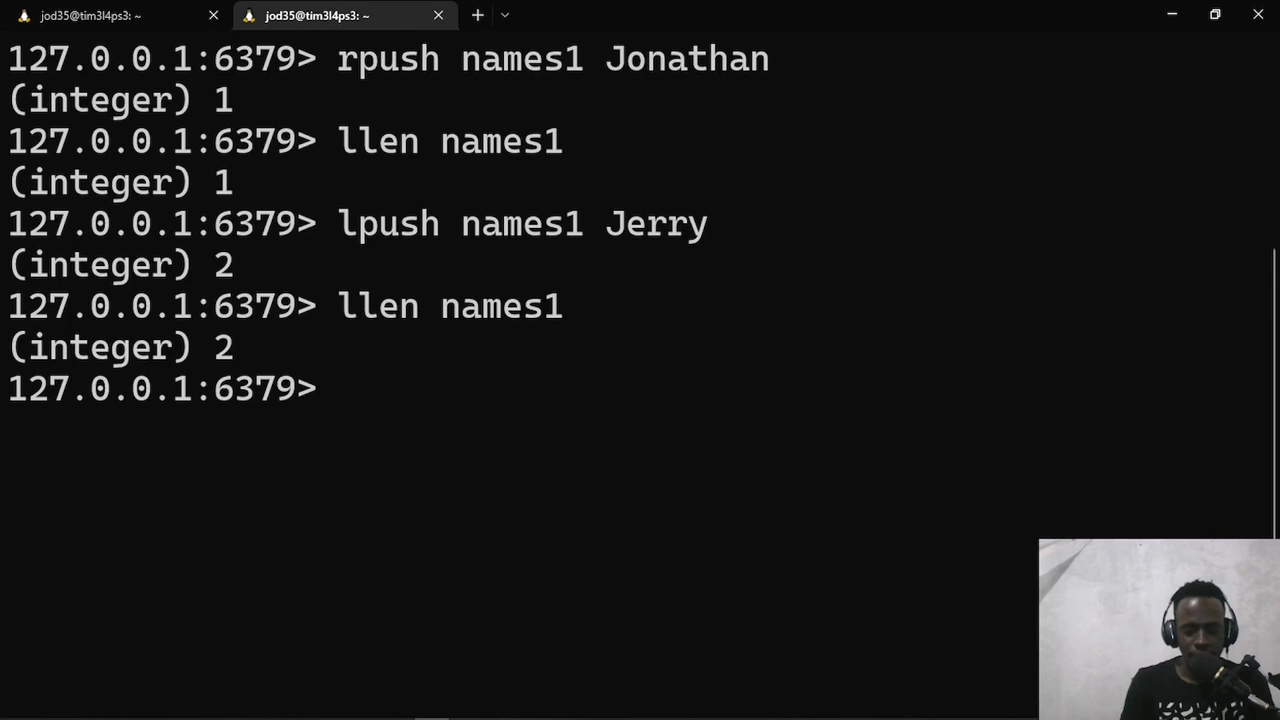 jod35@tim3l4ps3: ~
jod35@tim3l4ps3: ~
127.0.0.1:6379> rpush names1 Jonathan
(integer) 1
127.0.0.1:6379> llen names1
(integer) 1
127.0.0.1:6379> lpush names1 Jerry
(integer) 2
127.0.0.1:6379> llen names1
(integer) 2
127.0.0.1:6379>